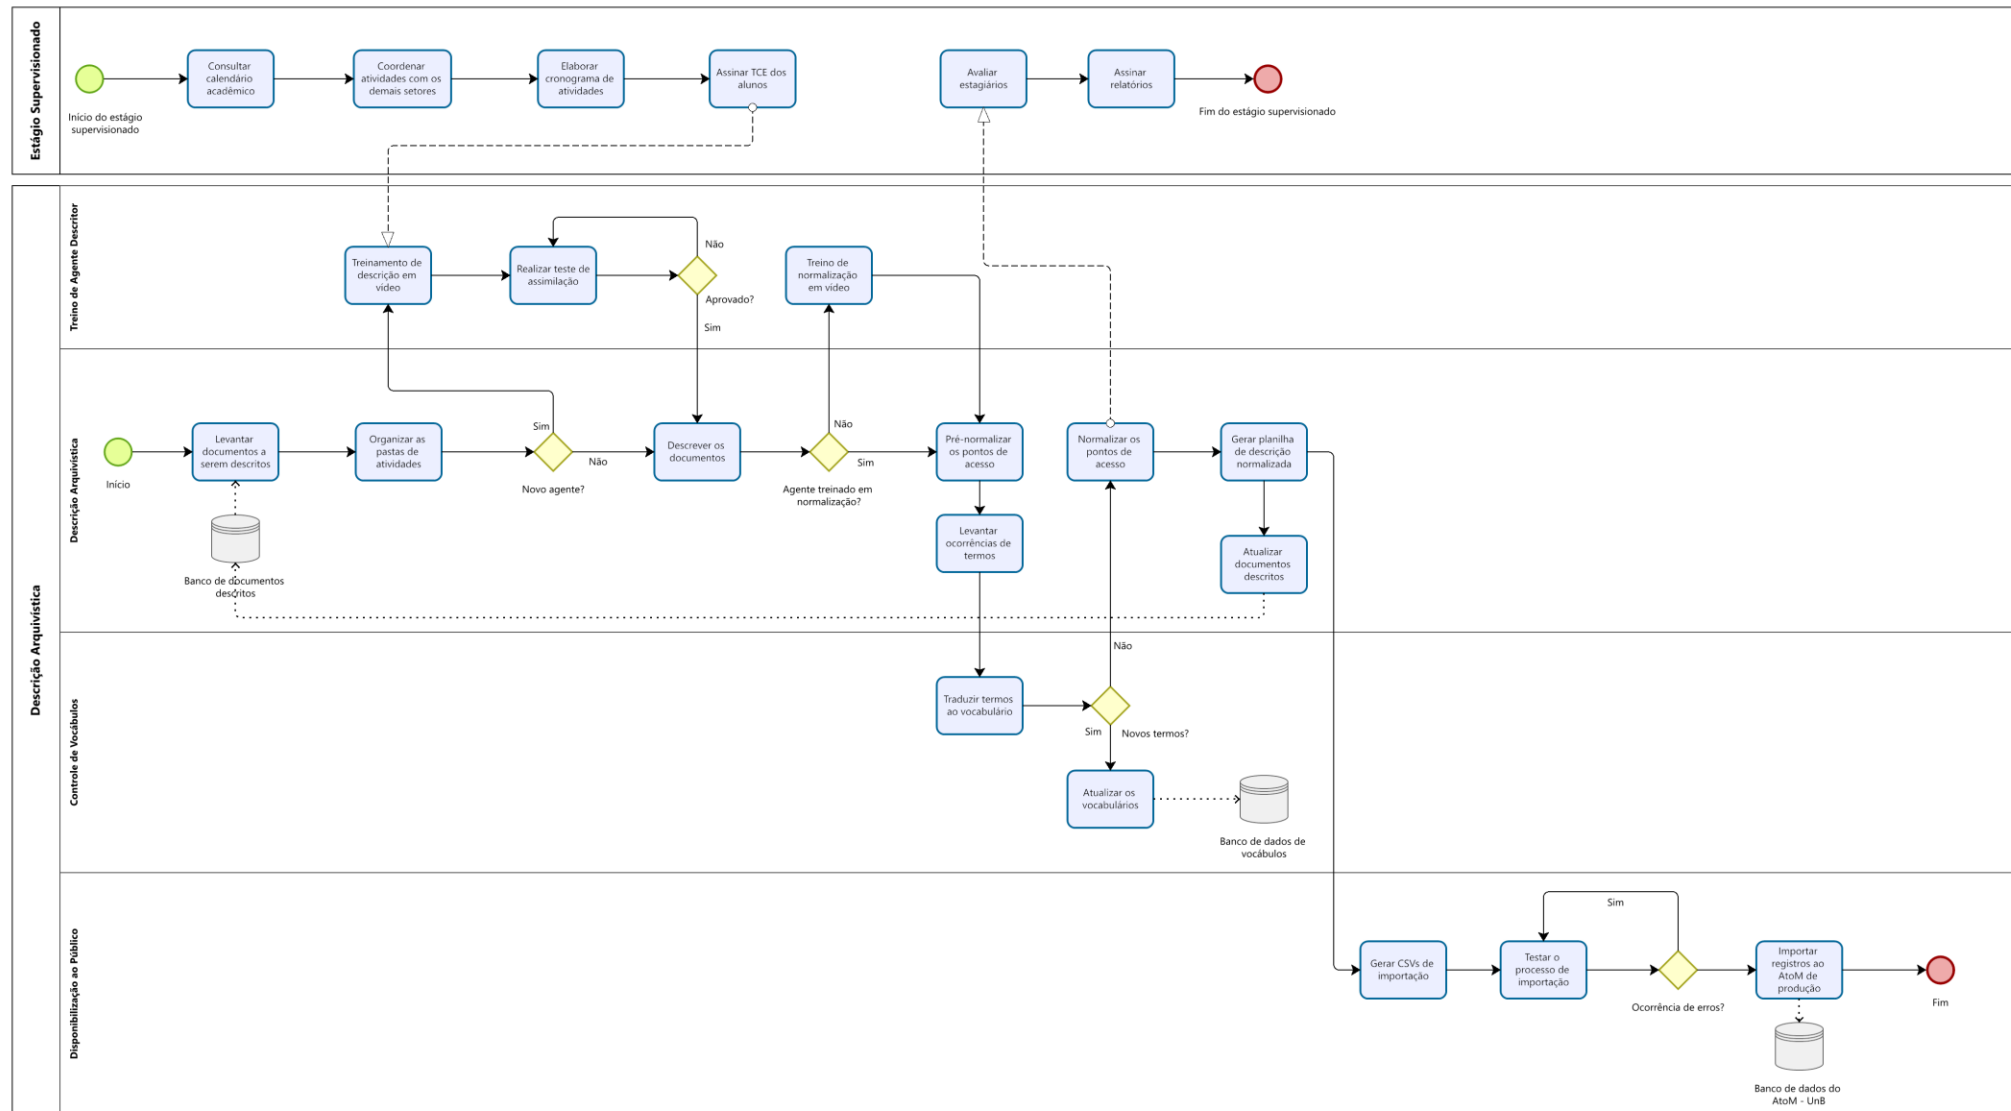 Estágio Supervisionado
Início do estágio
supervisionado
Consultar
calendário
acadêmico
Coordenar
atividades com os
demais setores
Elaborar
cronograma de
atividades
Assinar TCE dos
alunos
Avaliar
estagiários
Assinar
relatórios
Fim do estágio supervisionado
Descrição Arquivística
Treino de Agente Descritor
Treinamento de
descrição em
vídeo
Realizar teste de
assimilação
Não
Aprovado?
Sim
Treino de
normalização
em vídeo
Descrição Arquivística
Início
Levantar
documentos a
serem descritos
Organizar as
pastas de
atividades
Sim
Não
Novo agente?
Descrever os
documentos
Não
Sim
Agente treinado em
normalização?
Pré-normalizar
os pontos de
acesso
Normalizar os
pontos de
acesso
Gerar planilha
de descrição
normalizada
Levantar
ocorrências de
termos
Atualizar
documentos
descritos
Banco de documentos
descritos
Controle de Vocábulos
Traduzir termos
ao vocabulário
Não
Sim
Novos termos?
Atualizar os
vocabulários
Banco de dados de
vocábulos
Disponibilização ao Público
Gerar CSVs de
importação
Testar o
processo de
importação
Sim
Ocorrência de erros?
Importar
registros ao
AtoM de
produção
Fim
Banco de dados do
AtoM - UnB